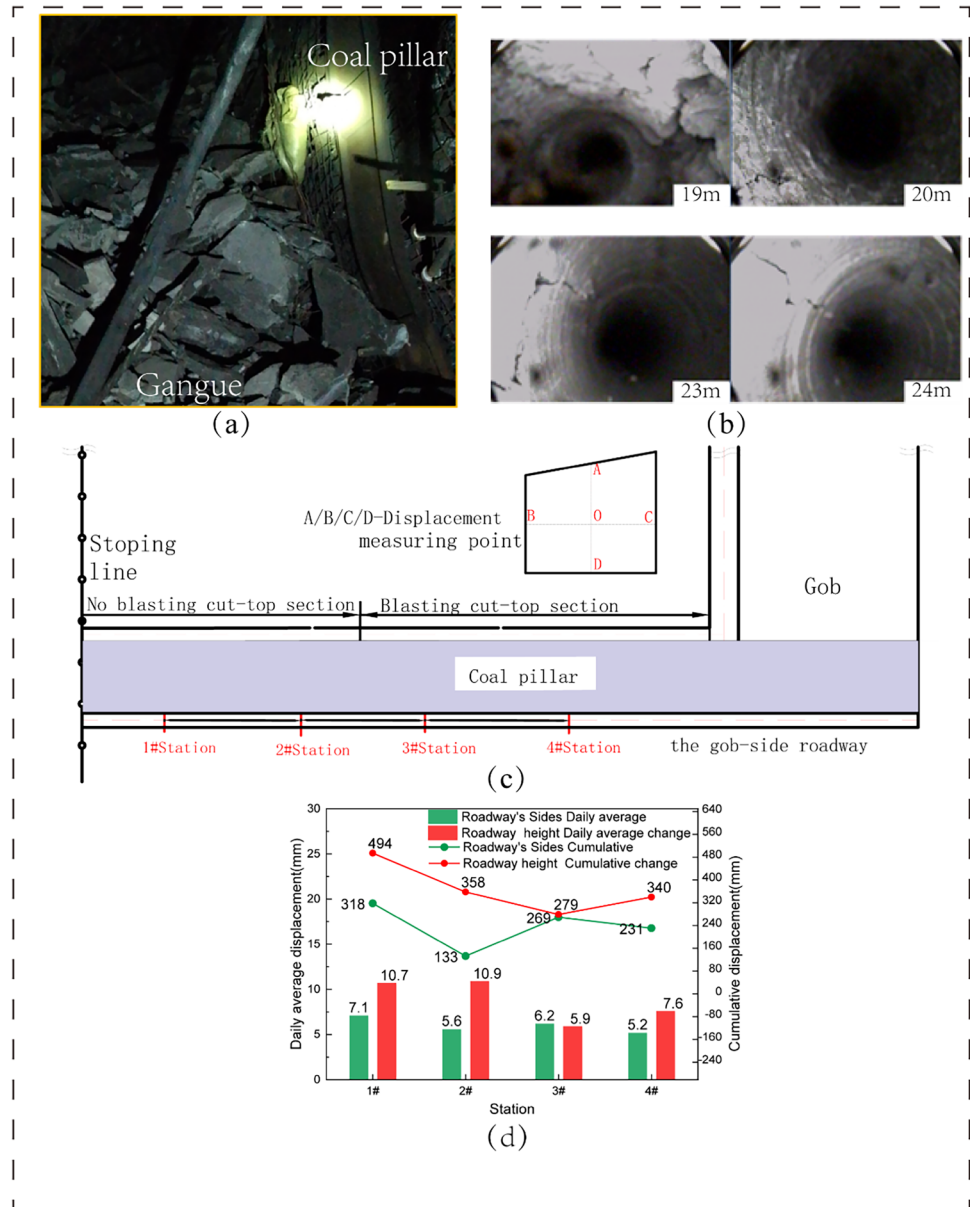 Coal pillar
Gangue
(a)
19m
20m
23m
24m
(b)
Stoping
line
A/B/C/D-Displacement
measuring point
A
B
O
C
D
No blasting cut-top section
Blasting cut-top section
Gob
Coal pillar
1#Station
2#Station
3#Station
4#Station
the gob-side roadway
(c)
Daily average displacement(mm)
30
25
20
15
10
5
0
Roadway's Sides Daily average
Roadway height Daily average change
Roadway's Sides Cumulative
Roadway height Cumulative change
494
358
279
340
318
133
269
231
7.1
10.7
5.6
10.9
6.2
5.9
5.2
7.6
640
560
480
400
320
240
160
80
0
-80
-160
-240
Cumulative displacement(mm)
1#
2#
3#
4#
Station
(d)